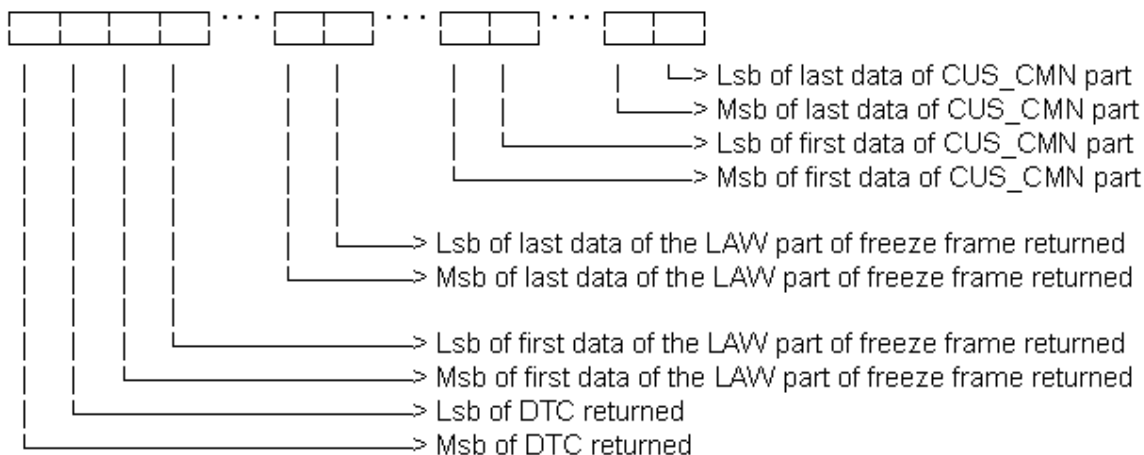 > Lsb of last data of CUS_CMN part
> Msb of last data of CUS_CMN part
> Lsb of first data of CUS_CMN part
> Msb of first data of CUS_CMN part
> Lsb of last data of the LAW part of freeze frame returned
> Msb of last data of the LAW part of freeze frame returned
> Lsb of first data of the LAW part of freeze frame returned
> Msb of first data of the LAW part of freeze frame returned
> Lsb of DTC returned
> Msb of DTC returned